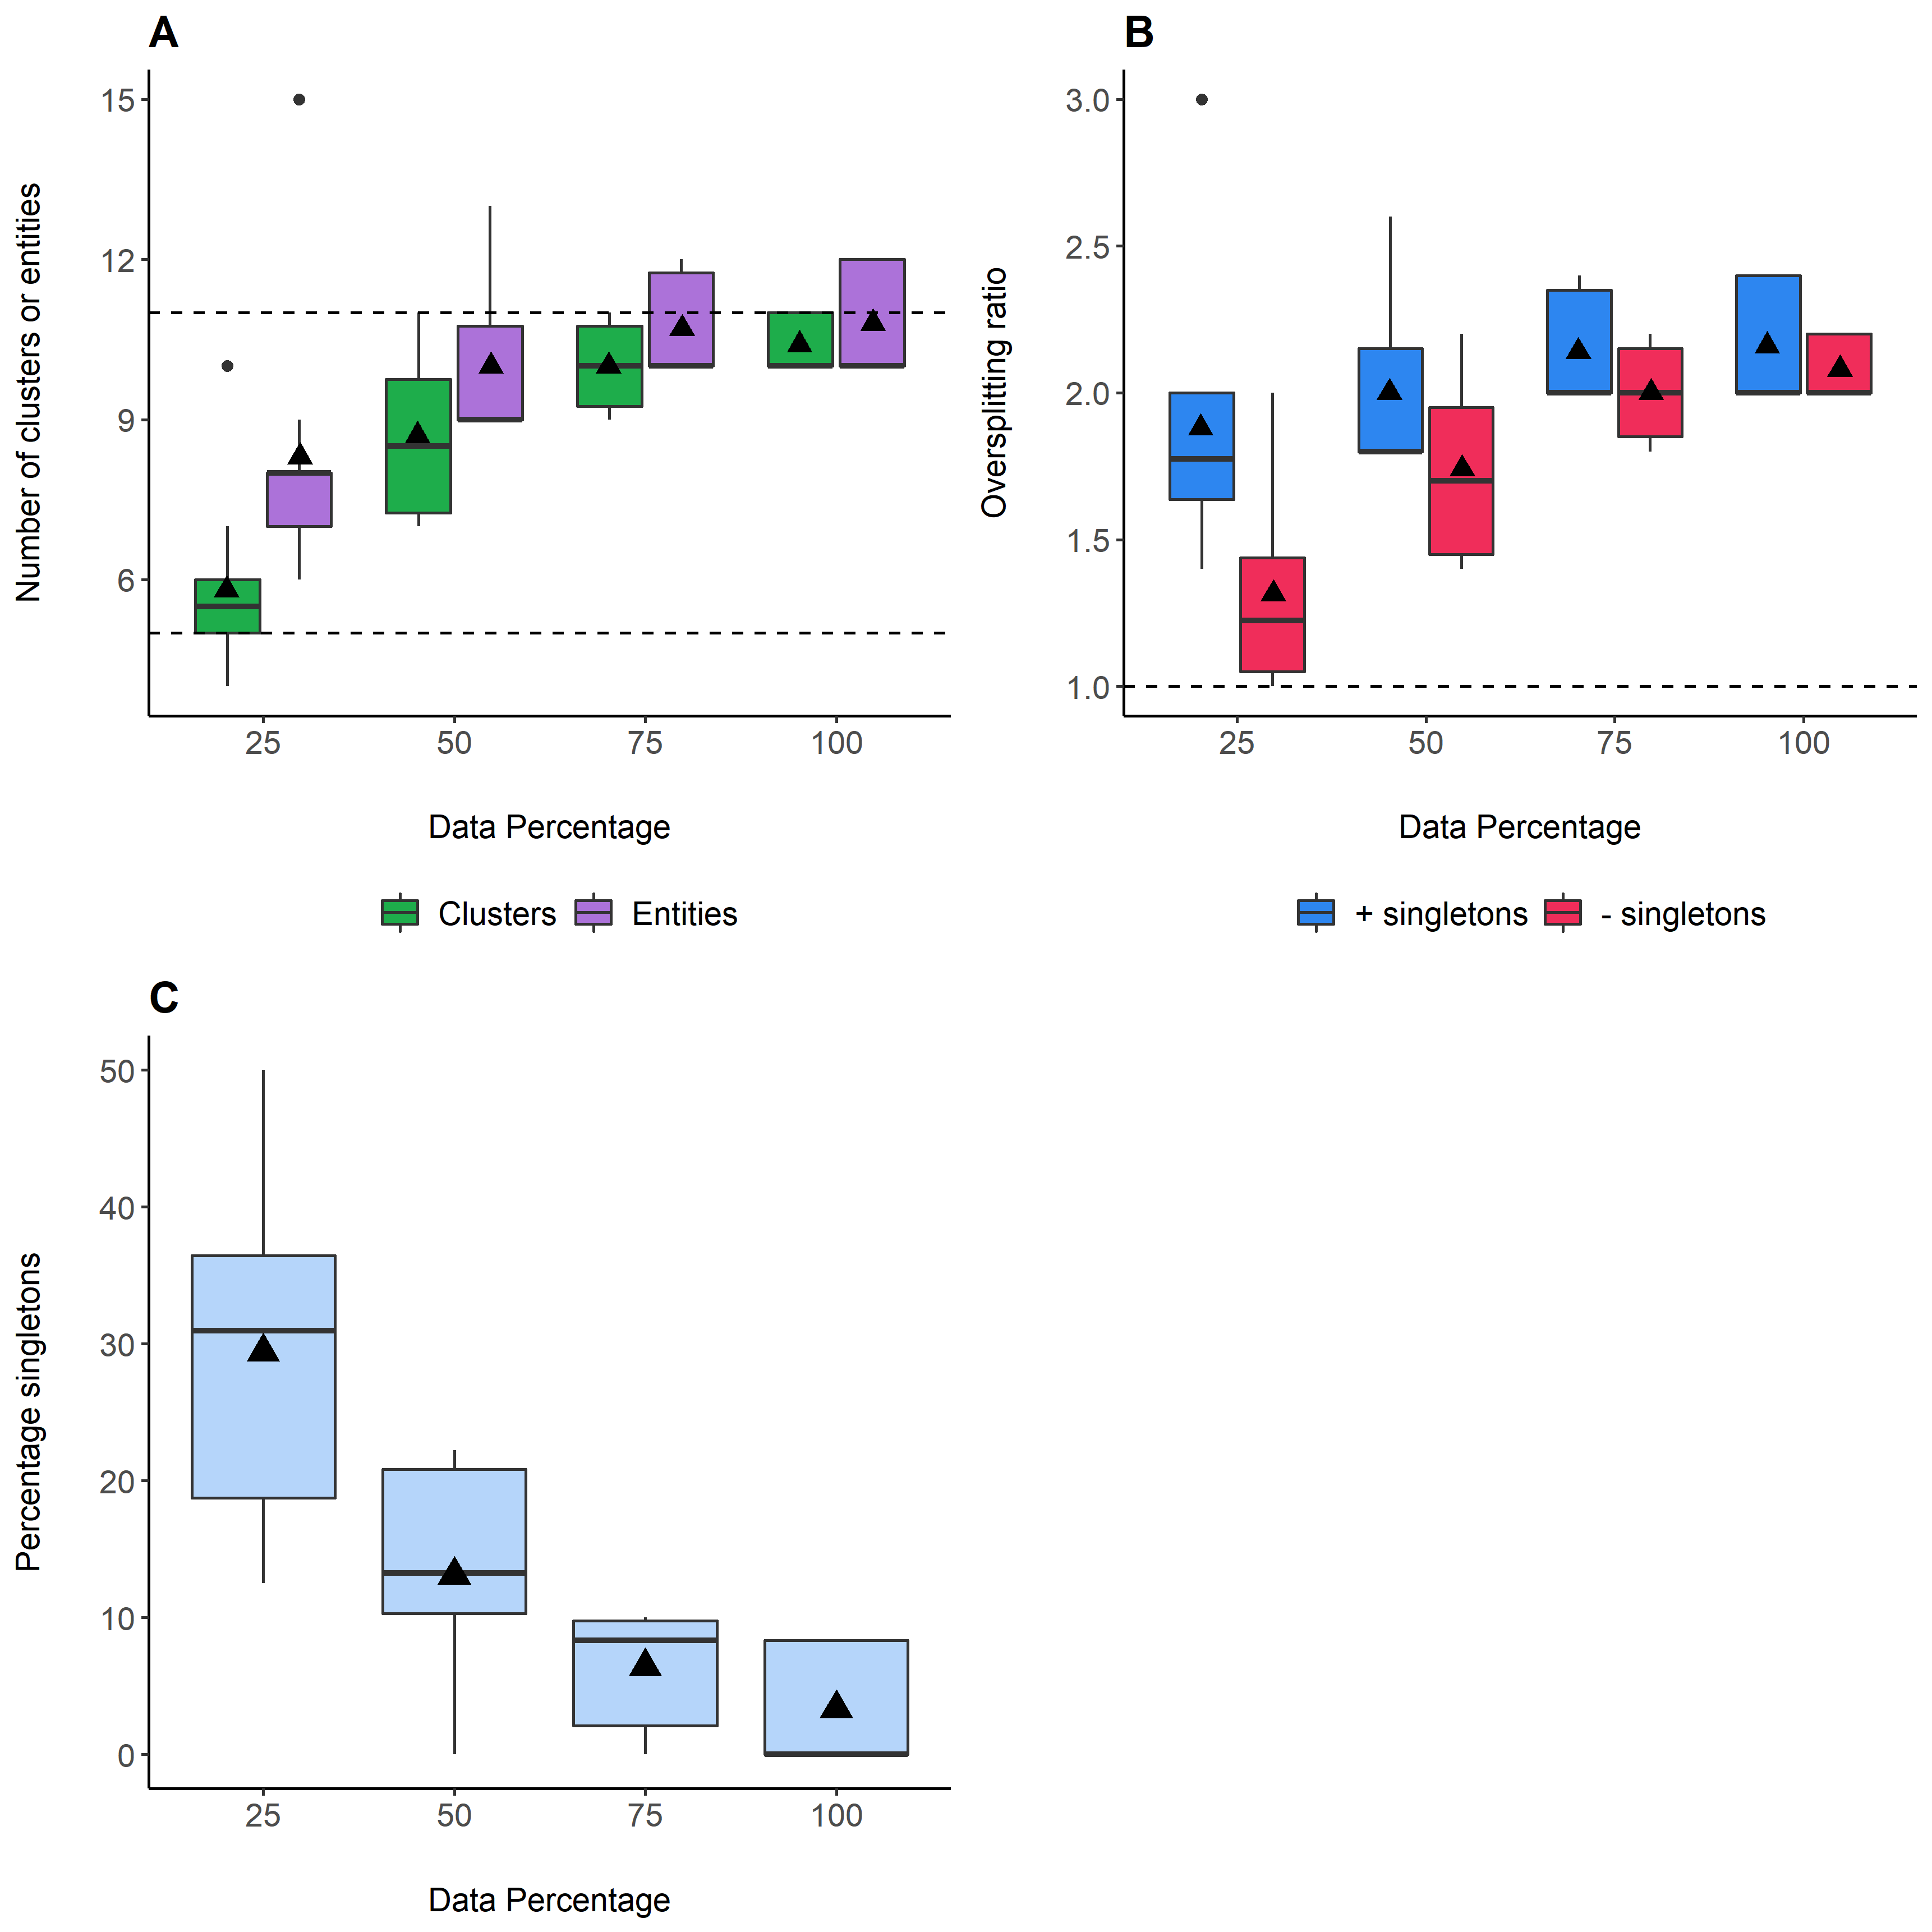 A
Number of clusters or entities
15
12
9
6
25 50 75 100
Data Percentage
Clusters Entities
B
Oversplitting ratio
3.0
2.5
2.0
1.5
1.0
25 50 75 100
Data Percentage
+ singletons - singletons
C
Percentage singletons
50
40
30
20
10
0
25 50 75 100
Data Percentage